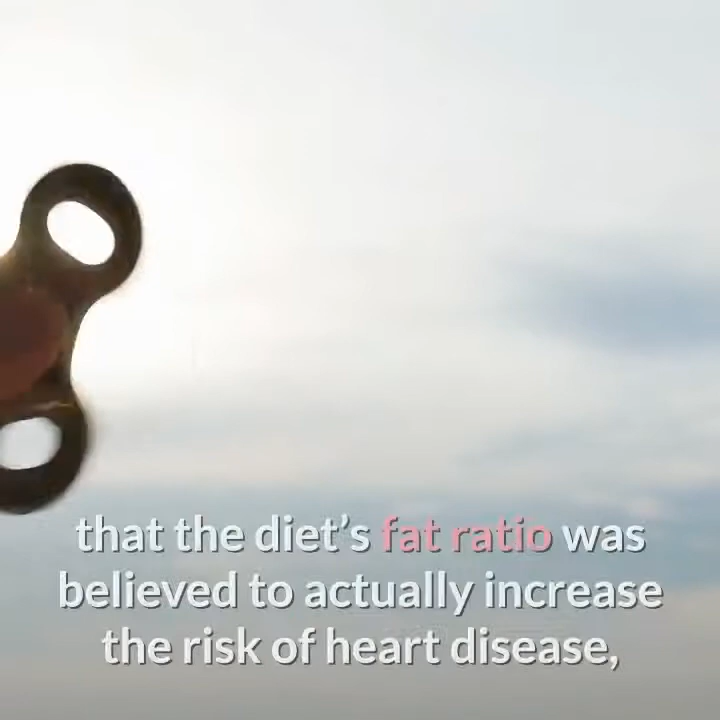 that the diet’s fat ratio was
believed to actually increase
the risk of heart disease,